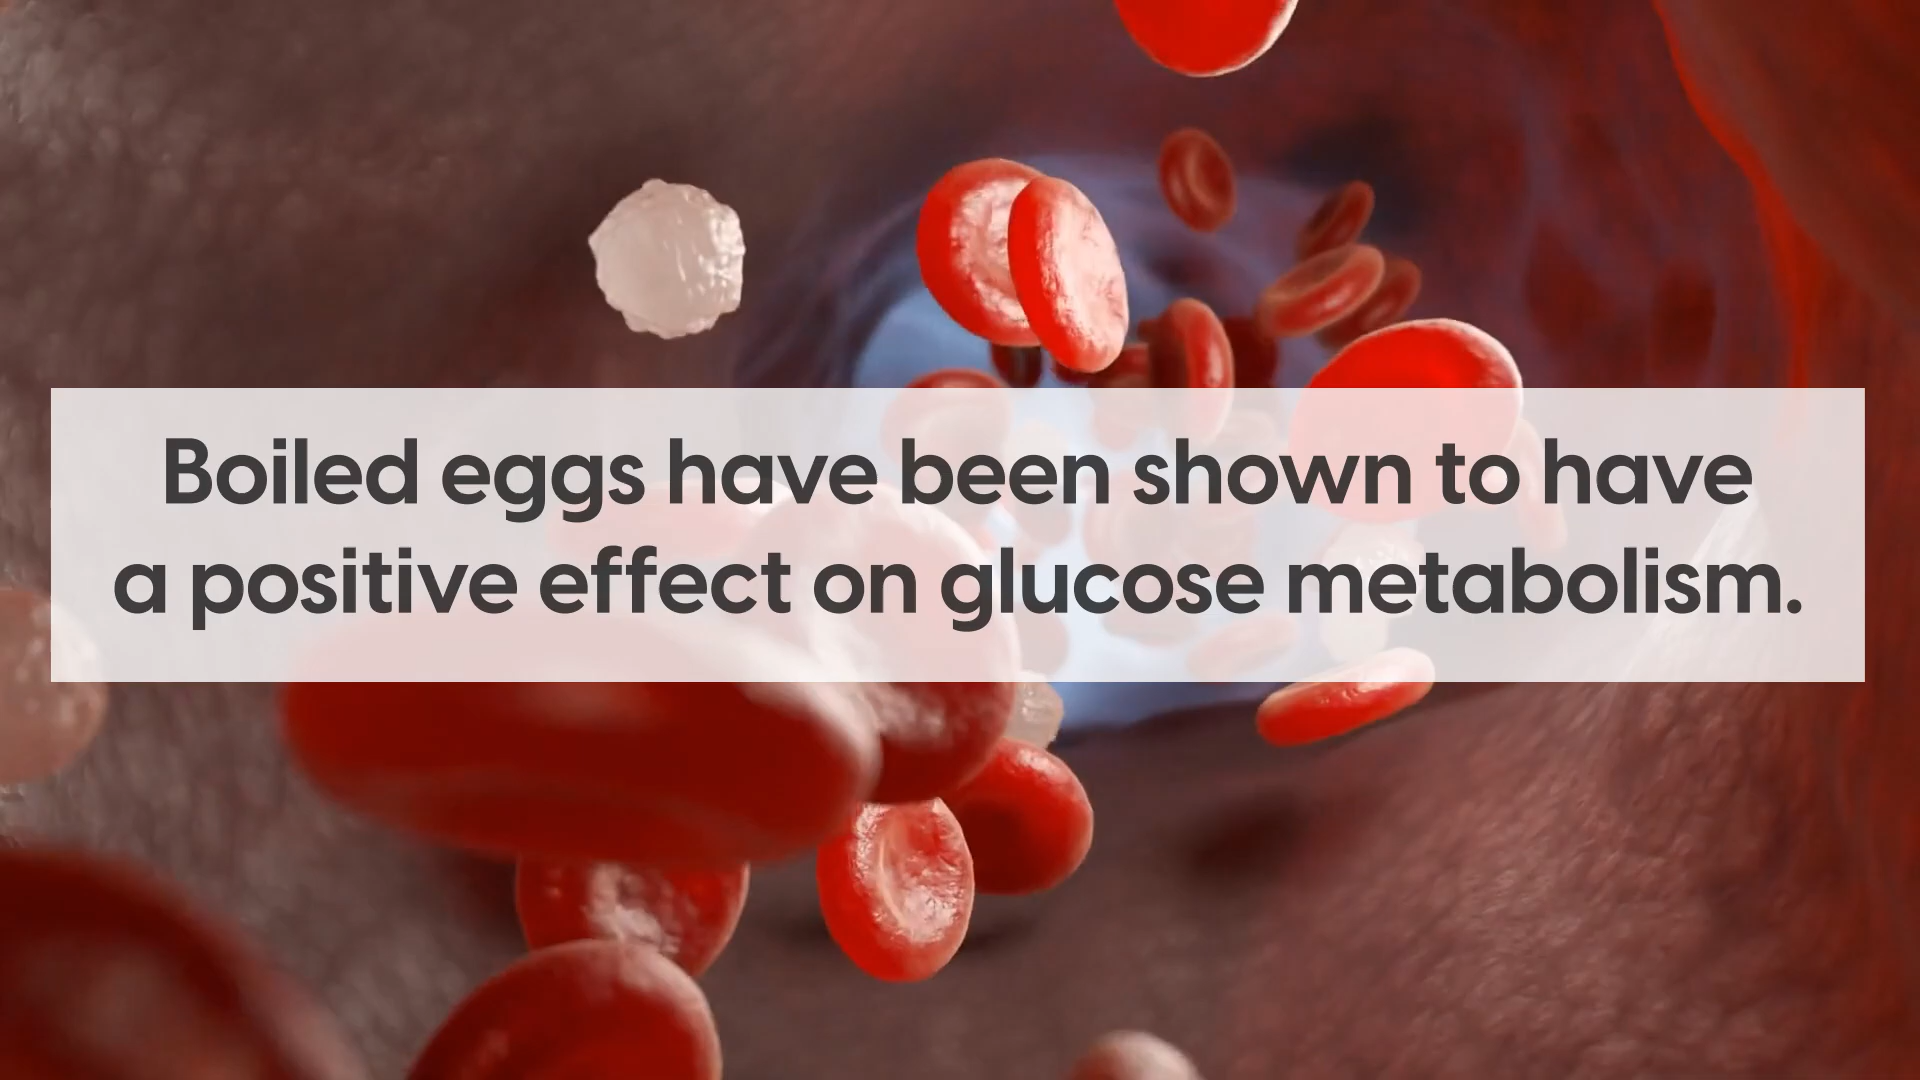 Boiled eggs have been shown to have
a positive effect on glucose metabolism.